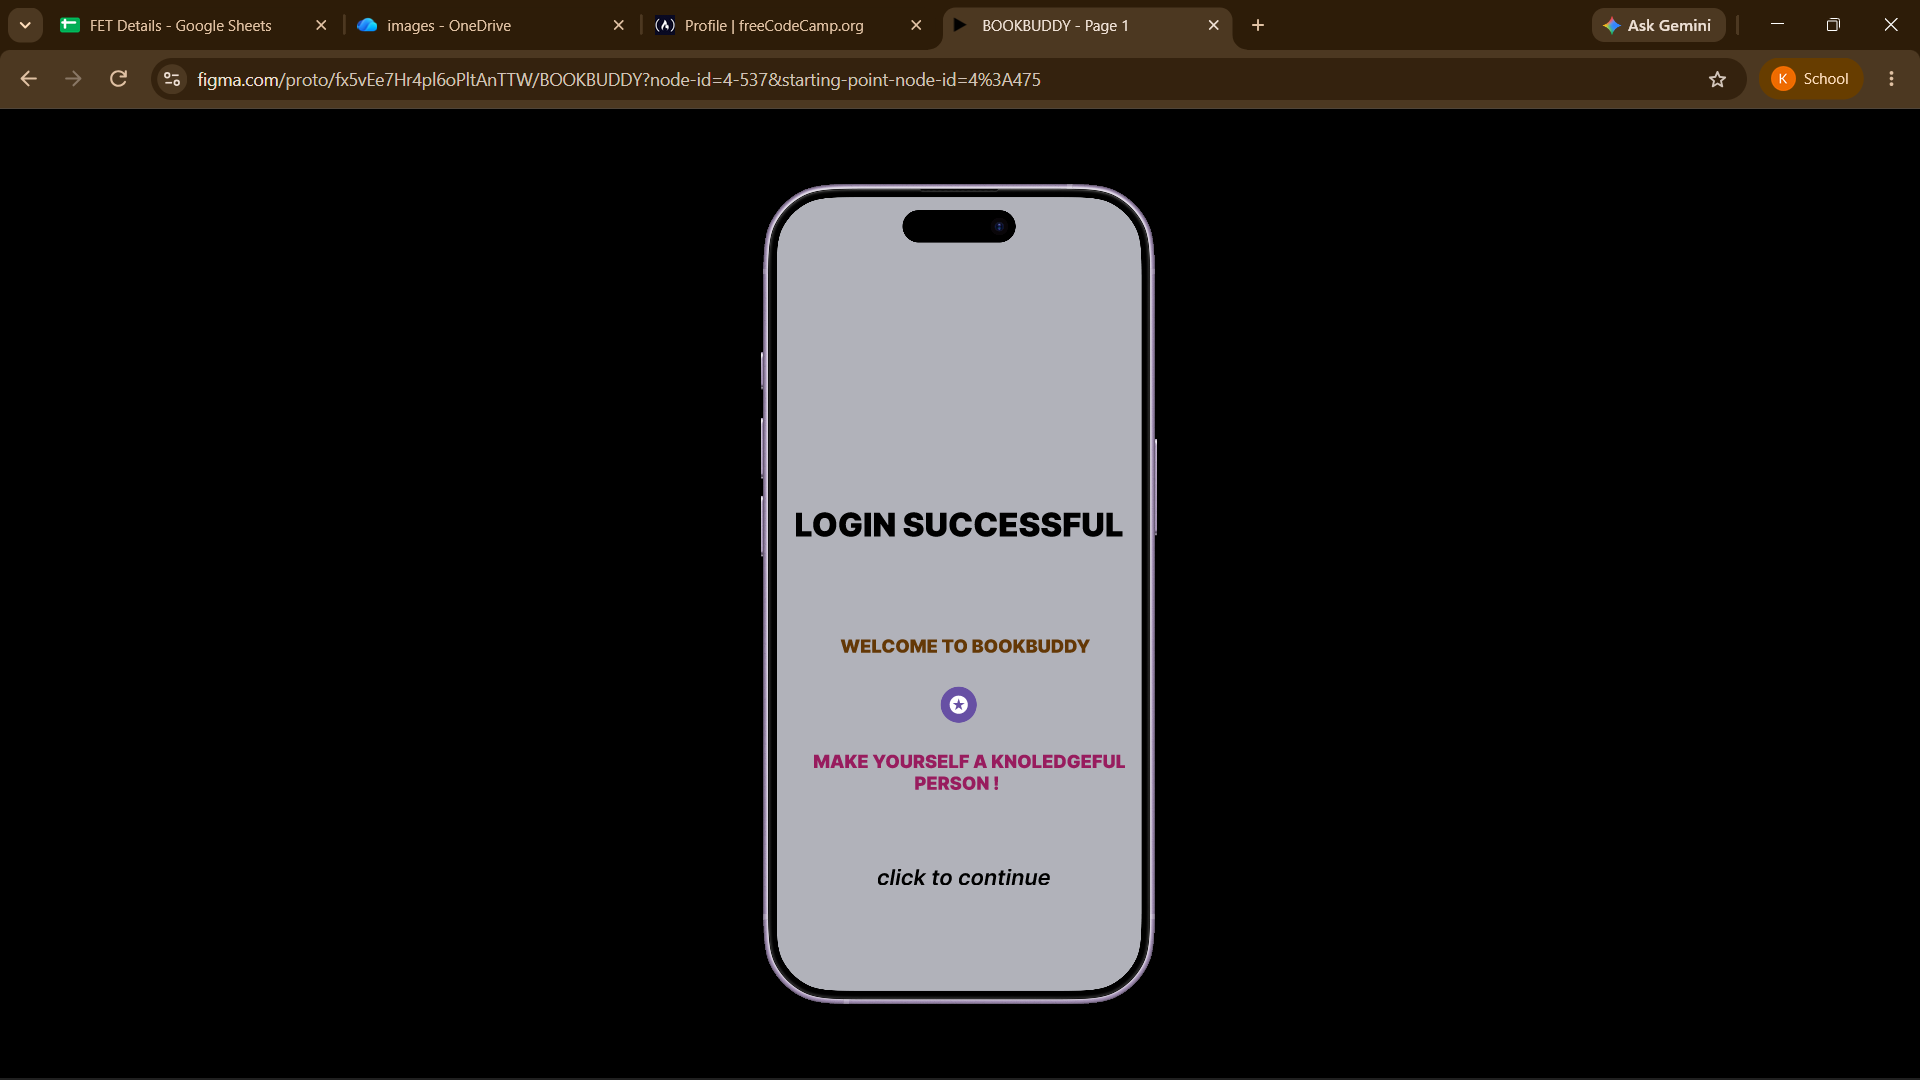 FET Details - Google Sheets
images - OneDrive
Profile | freeCodeCamp.org
BOOKBUDDY - Page 1
Ask Gemini
figma.com/proto/fx5vEe7Hr4pl6oPltAnTTW/BOOKBUDDY?node-id=4-537&starting-point-node-id=4%3A475
K School
LOGIN SUCCESSFUL
WELCOME TO BOOKBUDDY
MAKE YOURSELF A KNOLEDGEFUL
PERSON !
click to continue